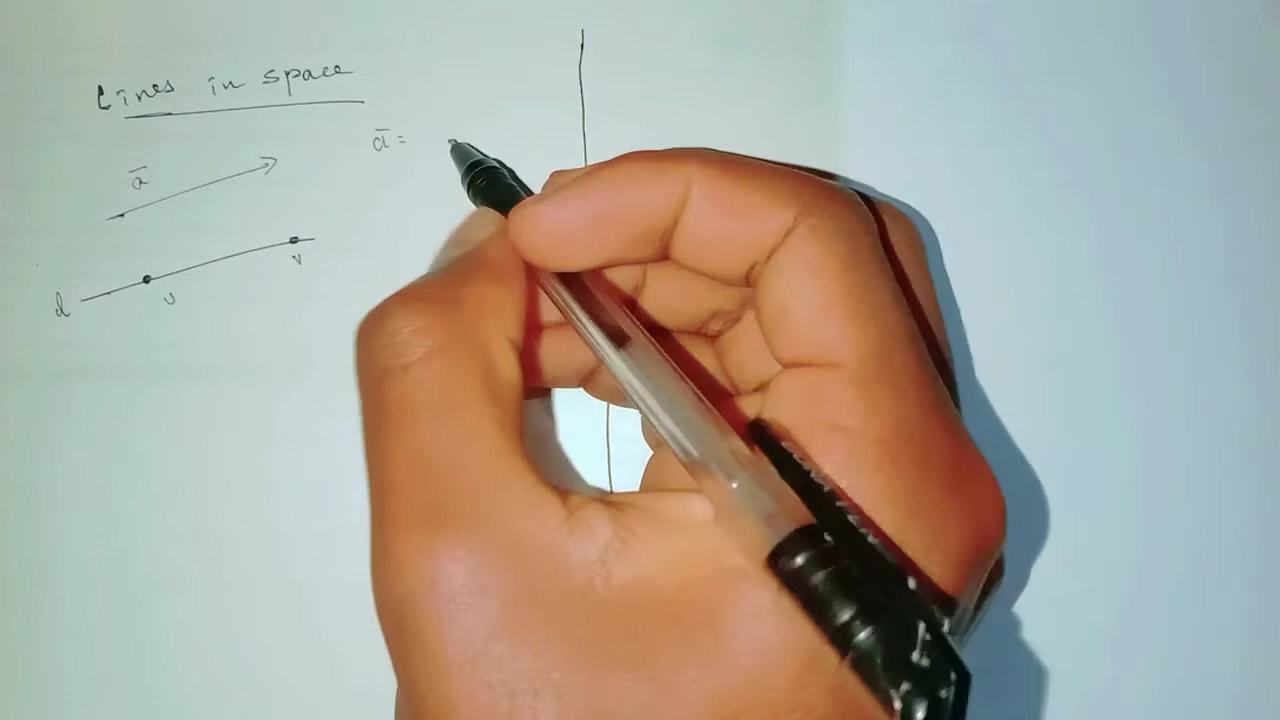 Lines in space
a̅ =
a̅
v
d
u